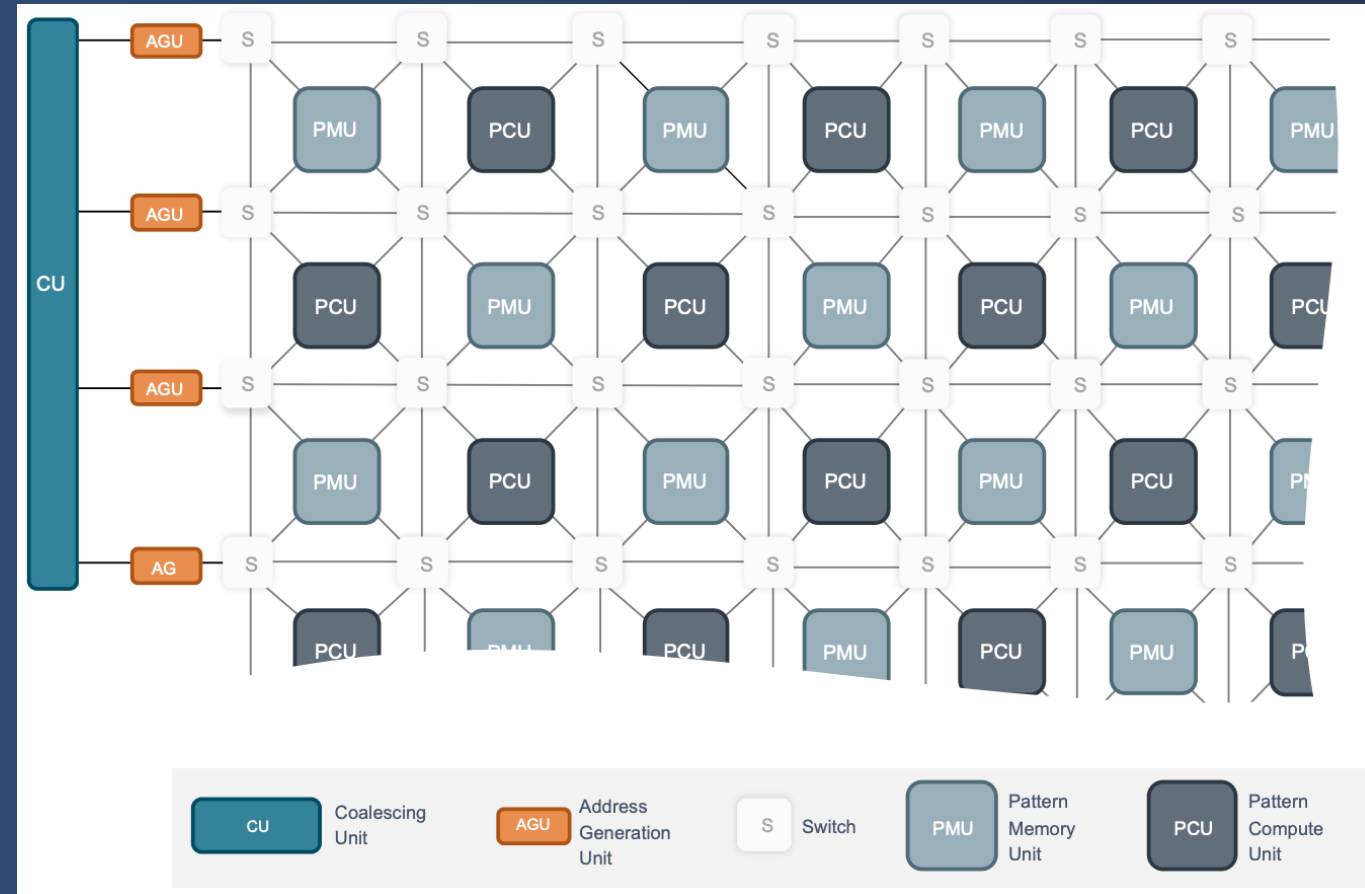 AGU S S S S S S S
PMU PCU PMU PCU PMU PCU PMU
AGU S S S S S S S
CU
PCU PMU PCU PMU PCU PMU PCU
AGU S S S S S S S
PMU PCU PMU PCU PMU PCU
AG S S S S S S S
PCU PMU PCU PMU PCU PMU
CU
Coalescing
Unit
AGU
Address
Generation
Unit
S
Switch
PMU
Pattern
Memory
Unit
PCU
Pattern
Compute
Unit